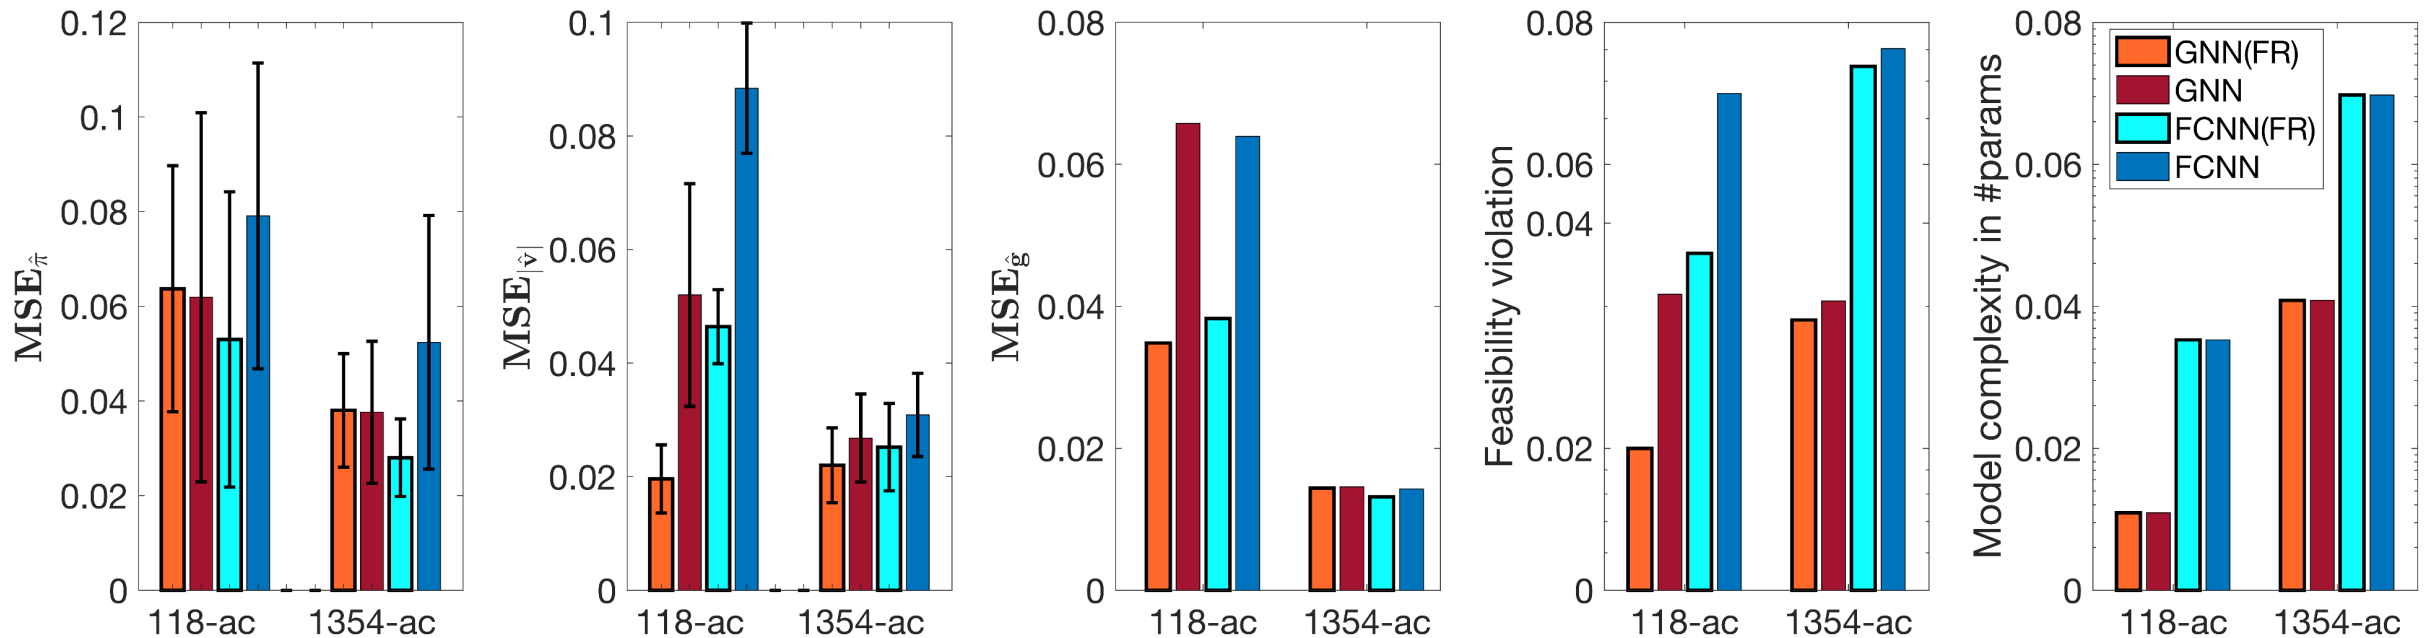 MSE_π̂
0.12
0.1
0.08
0.06
0.04
0.02
0
118-ac
1354-ac
MSE_|v̂|
0.1
0.08
0.06
0.04
0.02
0
118-ac
1354-ac
MSE_ĝ
0.08
0.06
0.04
0.02
0
118-ac
1354-ac
Feasibility violation
0.08
0.06
0.04
0.02
0
118-ac
1354-ac
Model complexity in #params
0.08
0.06
0.04
0.02
0
118-ac
1354-ac
GNN(FR)
GNN
FCNN(FR)
FCNN